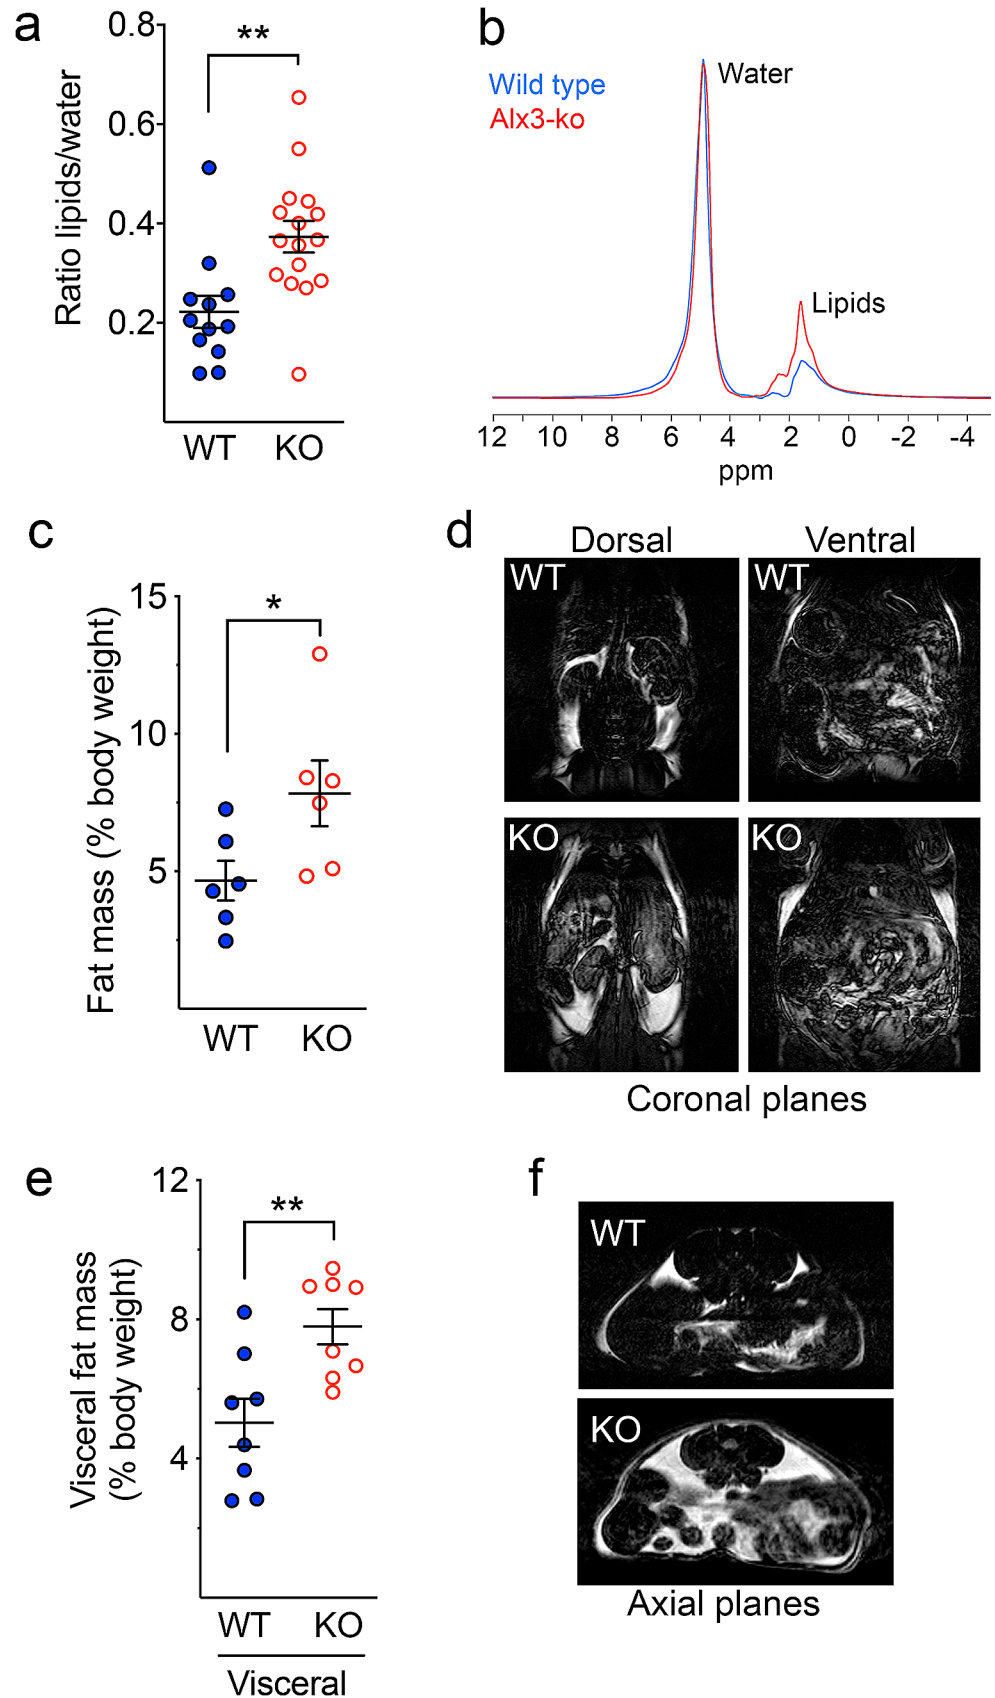 a
0.8
0.6
0.4
0.2
Ratio lipids/water
**
WT KO
b
Wild type
Alx3-ko
Water
Lipids
12 10 8 6 4 2 0 -2 -4
ppm
c
15
10
5
Fat mass (% body weight)
*
WT KO
d
Dorsal Ventral
WT WT
KO KO
Coronal planes
e
12
8
4
Visceral fat mass
(% body weight)
**
WT KO
Visceral
f
WT
KO
Axial planes